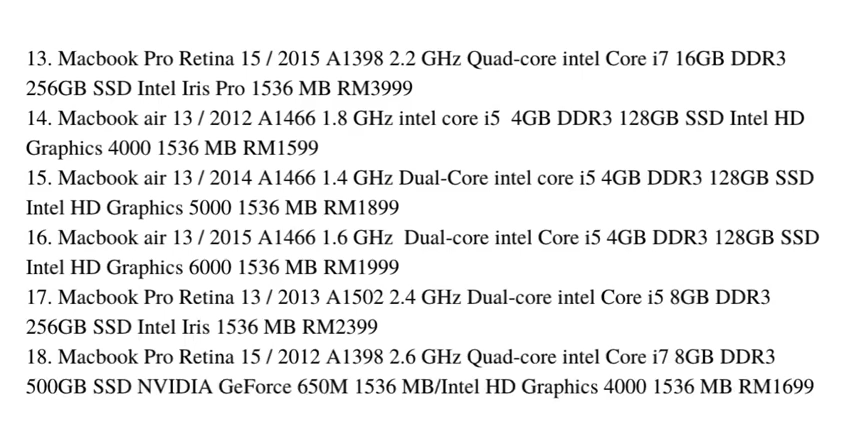 13. Macbook Pro Retina 15 / 2015 A1398 2.2 GHz Quad-core intel Core i7 16GB DDR3
256GB SSD Intel Iris Pro 1536 MB RM3999
14. Macbook air 13 / 2012 A1466 1.8 GHz intel core i5  4GB DDR3 128GB SSD Intel HD
Graphics 4000 1536 MB RM1599
15. Macbook air 13 / 2014 A1466 1.4 GHz Dual-Core intel core i5 4GB DDR3 128GB SSD
Intel HD Graphics 5000 1536 MB RM1899
16. Macbook air 13 / 2015 A1466 1.6 GHz  Dual-core intel Core i5 4GB DDR3 128GB SSD
Intel HD Graphics 6000 1536 MB RM1999
17. Macbook Pro Retina 13 / 2013 A1502 2.4 GHz Dual-core intel Core i5 8GB DDR3
256GB SSD Intel Iris 1536 MB RM2399
18. Macbook Pro Retina 15 / 2012 A1398 2.6 GHz Quad-core intel Core i7 8GB DDR3
500GB SSD NVIDIA GeForce 650M 1536 MB/Intel HD Graphics 4000 1536 MB RM1699